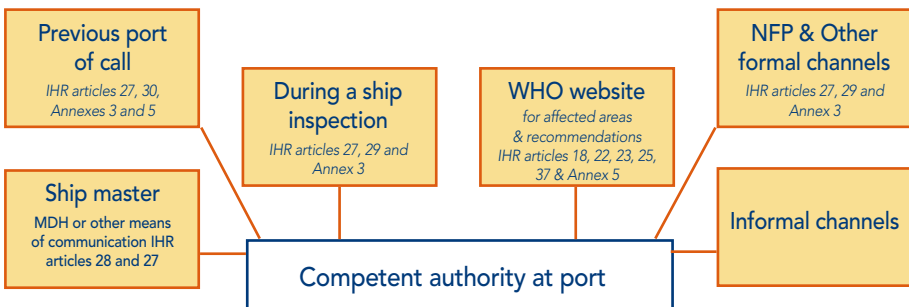 Previous port
of call
IHR articles 27, 30,
Annexes 3 and 5
During a ship
inspection
IHR articles 27, 29 and
Annex 3
WHO website
for affected areas
& recommendations
IHR articles 18, 22, 23, 25,
37 & Annex 5
NFP & Other
formal channels
IHR articles 27, 29 and
Annex 3
Ship master
MDH or other means
of communication IHR
articles 28 and 27
Informal channels
Competent authority at port